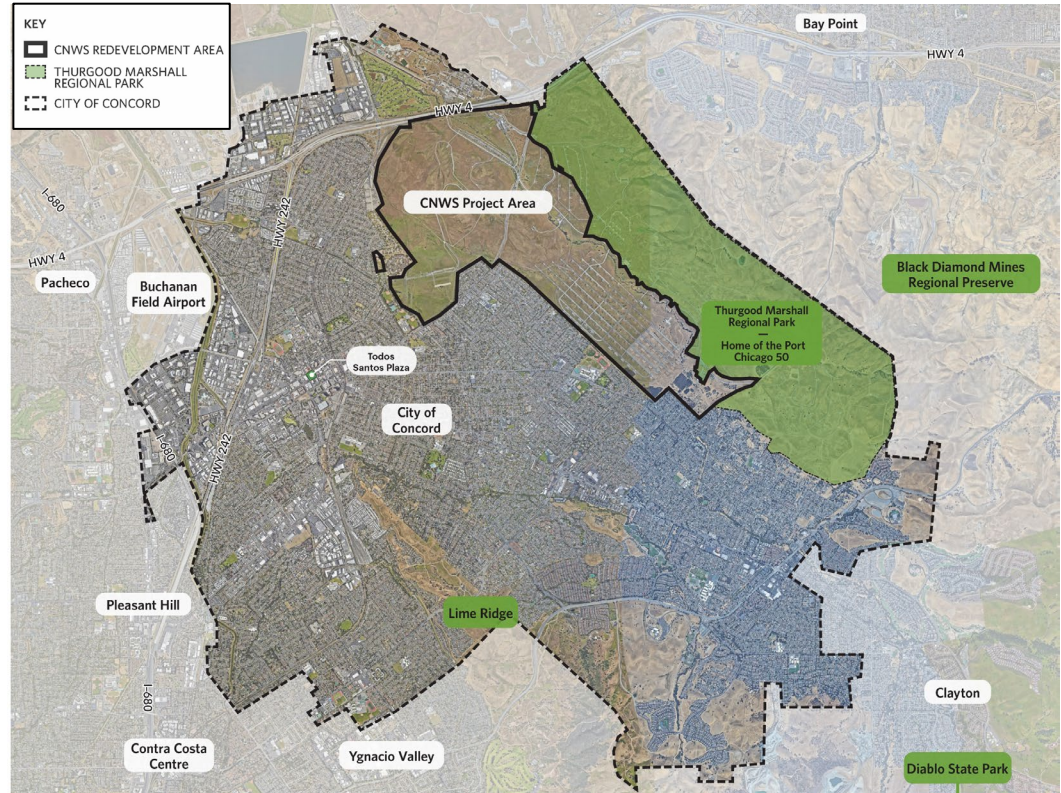 KEY
CNWS REDEVELOPMENT AREA
THURGOOD MARSHALL
REGIONAL PARK
CITY OF CONCORD
Bay Point
HWY 4
HWY 4
CNWS Project Area
I-680
HWY 242
HWY 4
Pacheco
Buchanan
Field Airport
Black Diamond Mines
Regional Preserve
Thurgood Marshall
Regional Park
—
Home of the Port
Chicago 50
Todos
Santos Plaza
City of
Concord
I-680
HWY 242
Pleasant Hill
Lime Ridge
I-680
Clayton
Contra Costa
Centre
Ygnacio Valley
Diablo State Park